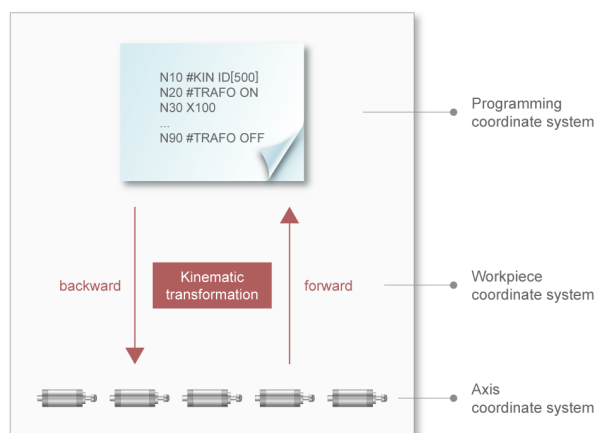 N10 #KIN ID[500]
N20 #TRAFO ON
N30 X100
...
N90 #TRAFO OFF
Programming
coordinate system
backward
Kinematic
transformation
forward
Workpiece
coordinate system
Axis
coordinate system